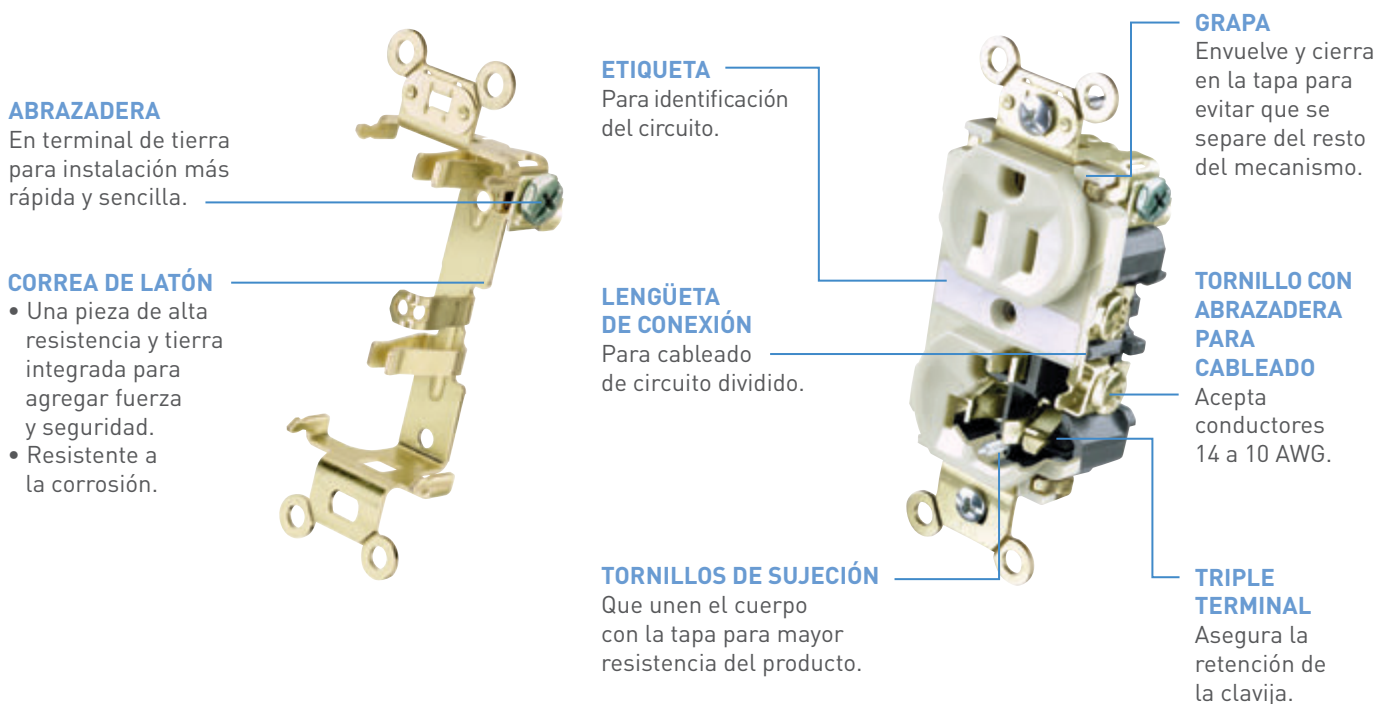 ABRAZADERA
En terminal de tierra
para instalación más
rápida y sencilla.
CORREA DE LATÓN
• Una pieza de alta
resistencia y tierra
integrada para
agregar fuerza
y seguridad.
• Resistente a
la corrosión.
ETIQUETA
Para identificación
del circuito.
LENGÜETA
DE CONEXIÓN
Para cableado
de circuito dividido.
TORNILLOS DE SUJECIÓN
Que unen el cuerpo
con la tapa para mayor
resistencia del producto.
GRAPA
Envuelve y cierra
en la tapa para
evitar que se
separe del resto
del mecanismo.
TORNILLO CON
ABRAZADERA
PARA
CABLEADO
Acepta
conductores
14 a 10 AWG.
TRIPLE
TERMINAL
Asegura la
retención de
la clavija.